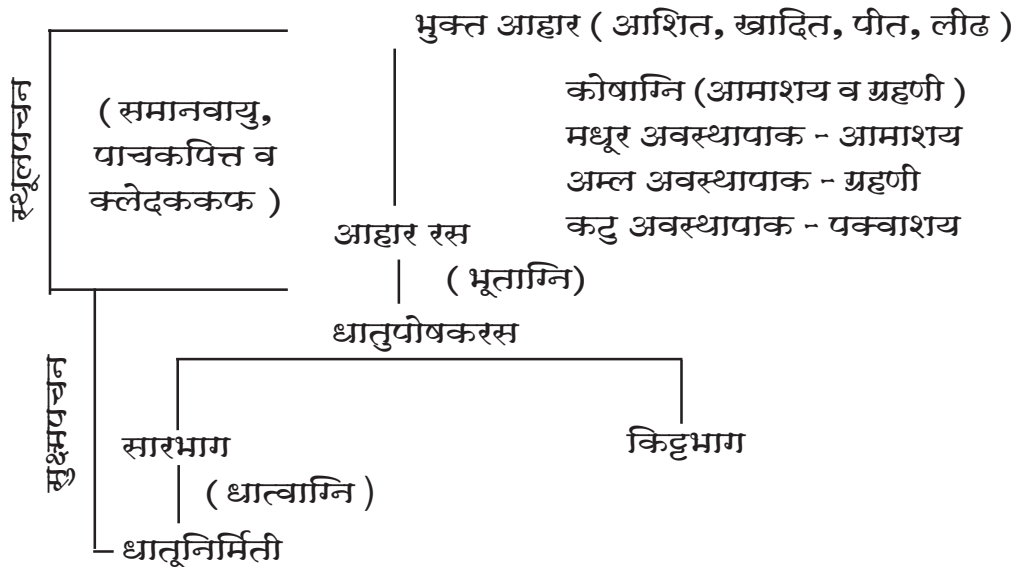 भुक्त आहार ( आशित, खादित, पीत, लीढ )
स्थूलपचन
( समानवायु,
पाचकपित्त व
क्लेदककफ )
कोषाग्नि (आमाशय व ग्रहणी )
मधूर अवस्थापाक - आमाशय
अम्ल अवस्थापाक - ग्रहणी
कटु अवस्थापाक - पक्वाशय
आहार रस
( भूताग्नि)
धातुपोषकरस
सुक्ष्मपचन
सारभाग
किट्टभाग
( धात्वाग्नि )
धातूनिर्मिती